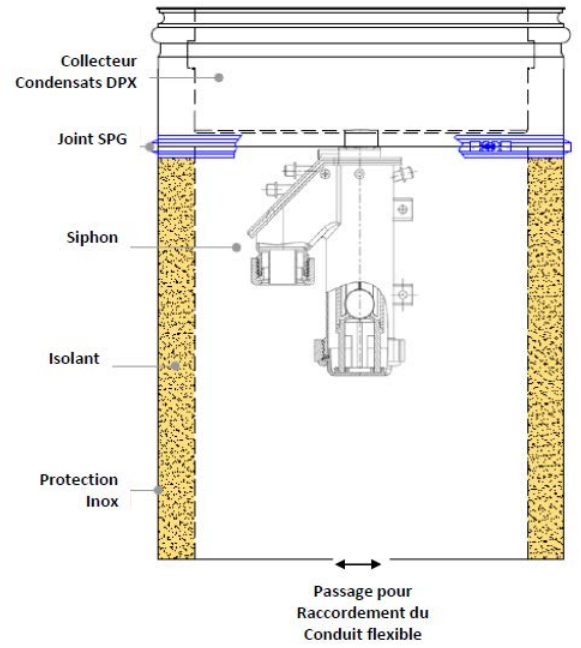 Collecteur
Condensats DPX
Joint SPG
Siphon
Isolant
Protection
Inox
Passage pour
Raccordement du
Conduit flexible